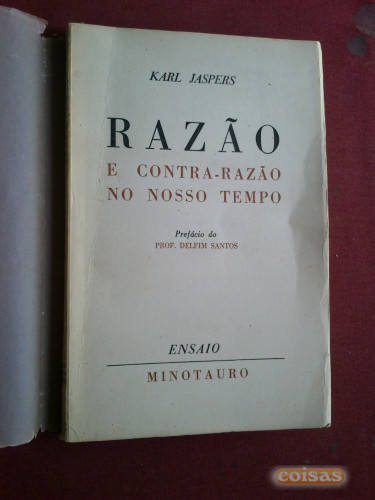 KARL JASPERS
RAZÃO
E CONTRA-RAZÃO
NO NOSSO TEMPO
Prefácio do
PROF. DELFIM SANTOS
ENSAIO
MINOTAURO
coisas